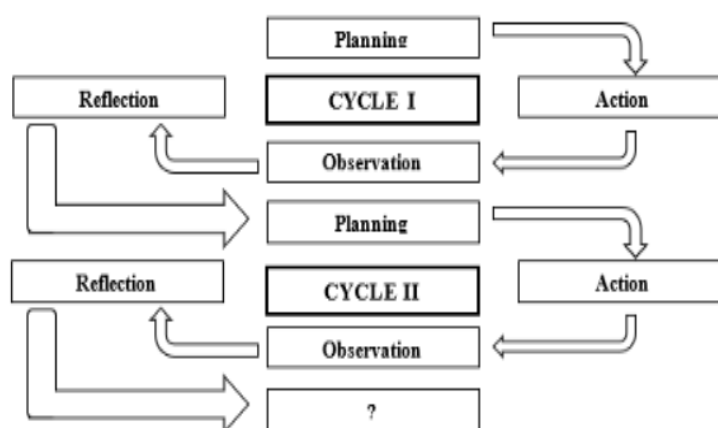 Planning
Reflection
CYCLE I
Action
Observation
Planning
Reflection
CYCLE II
Action
Observation
?